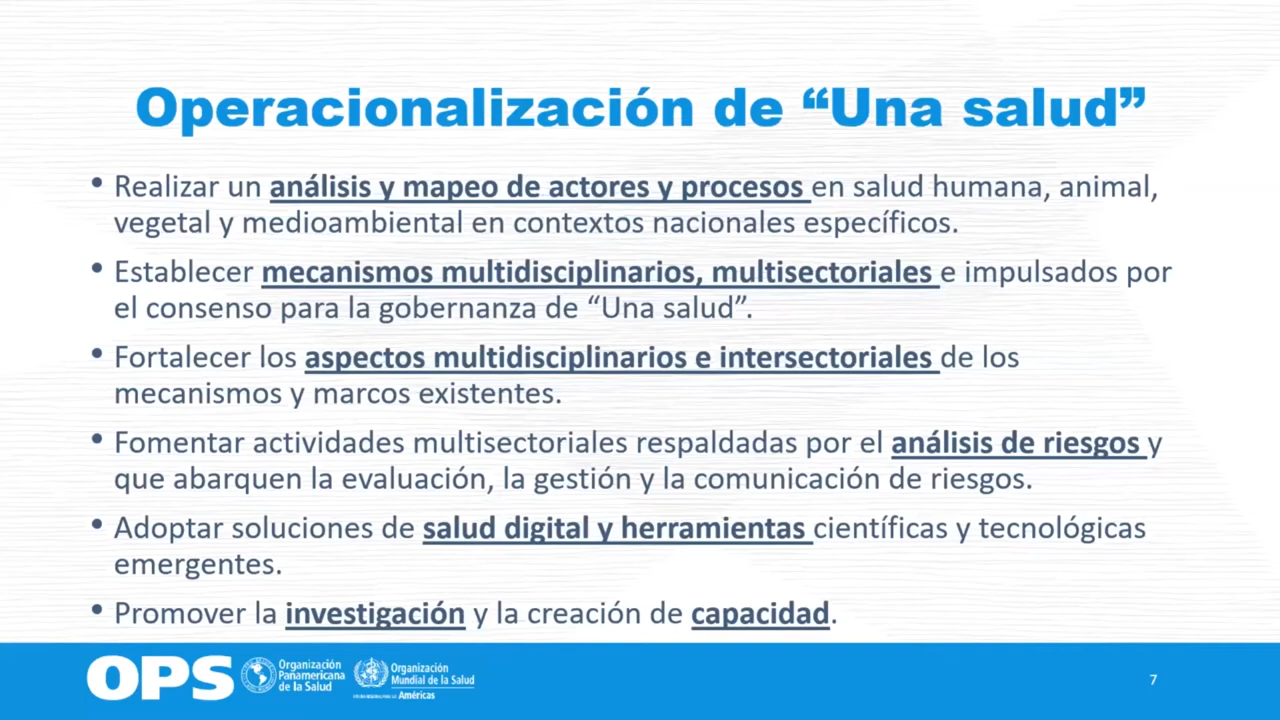 Operacionalización de “Una salud”
• Realizar un análisis y mapeo de actores y procesos en salud humana, animal,
vegetal y medioambiental en contextos nacionales específicos.
• Establecer mecanismos multidisciplinarios, multisectoriales e impulsados por
el consenso para la gobernanza de “Una salud”.
• Fortalecer los aspectos multidisciplinarios e intersectoriales de los
mecanismos y marcos existentes.
• Fomentar actividades multisectoriales respaldadas por el análisis de riesgos y
que abarquen la evaluación, la gestión y la comunicación de riesgos.
• Adoptar soluciones de salud digital y herramientas científicas y tecnológicas
emergentes.
• Promover la investigación y la creación de capacidad.
OPS
Organización
Panamericana
de la Salud
Organización
Mundial de la Salud
Américas
7